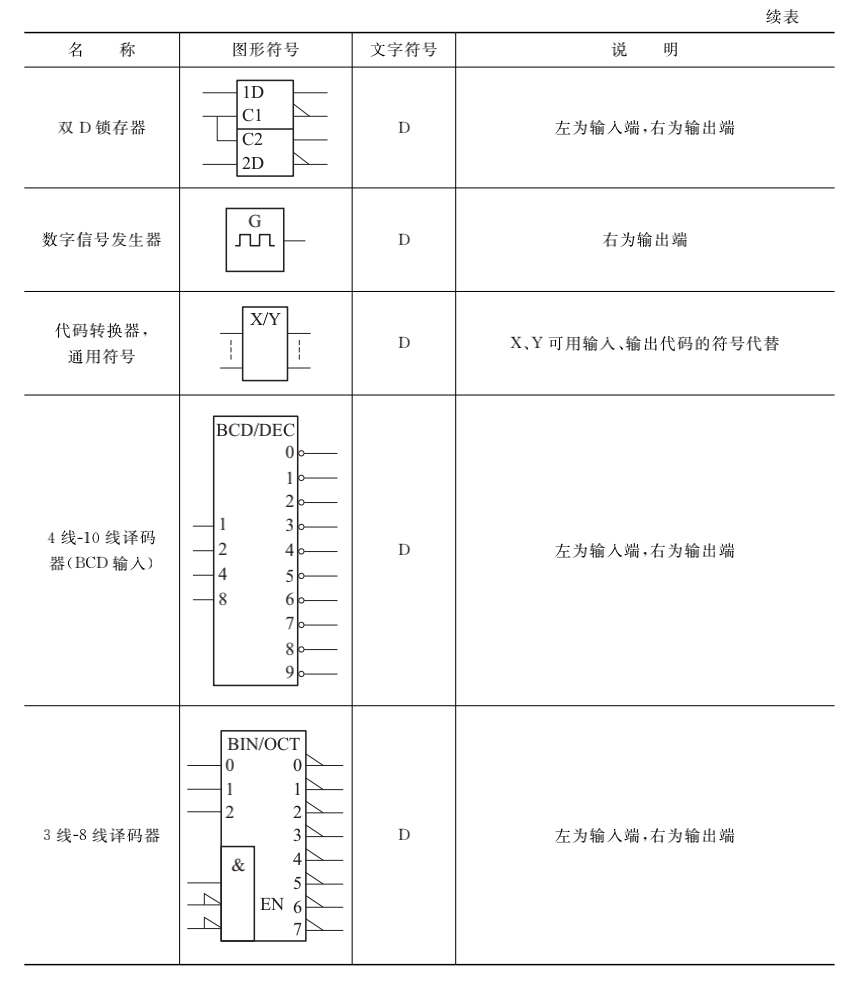 续表
名 称 图形符号 文字符号 说 明
双 D 锁存器
1D
C1
C2
2D
D
左为输入端,右为输出端
数字信号发生器
G
D
右为输出端
代码转换器,
通用符号
X/Y
D
X、Y 可用输入、输出代码的符号代替
4 线-10 线译码
器(BCD 输入)
BCD/DEC
0
1
2
1 3
2 4
4 5
8 6
7
8
9
D
左为输入端,右为输出端
3 线-8 线译码器
BIN/OCT
0 0
1 1
2 2
3
& 4
5
EN 6
7
D
左为输入端,右为输出端